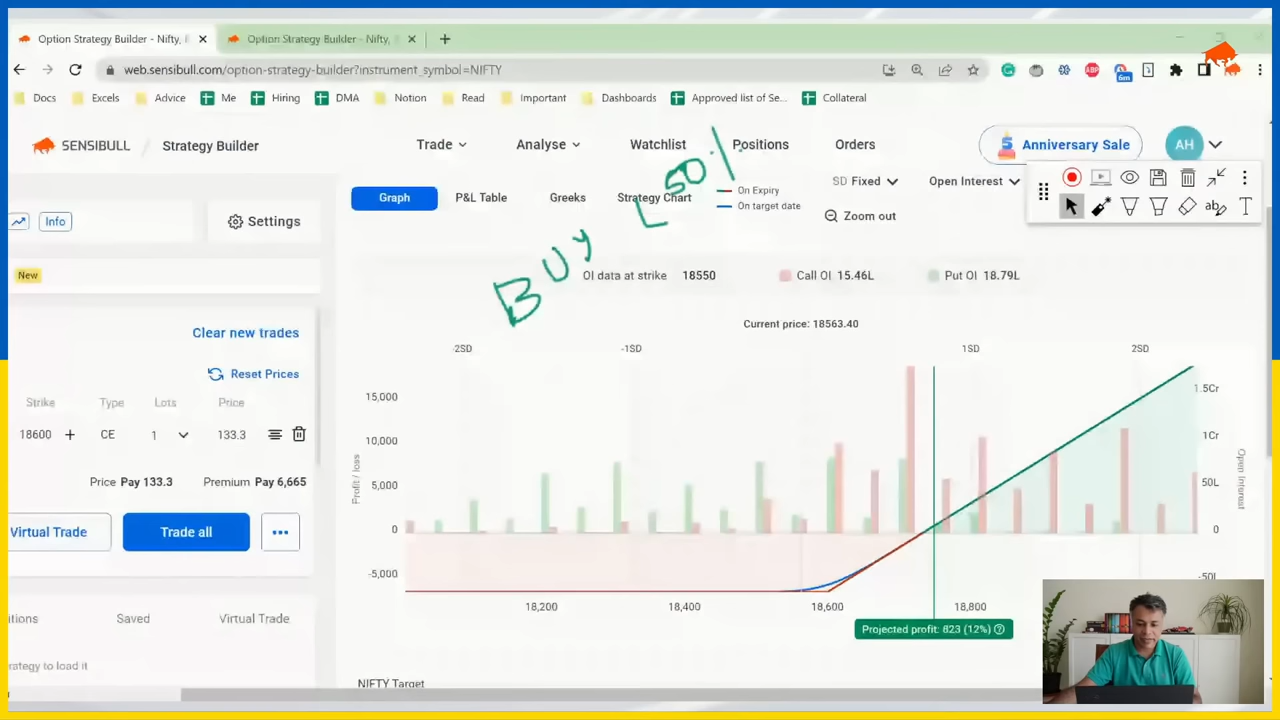 Option Strategy Builder - Nifty,
Option Strategy Builder - Nifty,
web.sensibull.com/option-strategy-builder?instrument_symbol=NIFTY
6m
Docs Excels Advice Me Hiring DMA Notion Read Important Dashboards Approved list of Se... Collateral
SENSIBULL / Strategy Builder Trade Analyse Watchlist Positions Orders 5 Anniversary Sale AH
Info Settings
Graph P&L Table Greeks Strategy Chart
On Expiry
On target date
SD Fixed Open Interest
Zoom out
BUY L 50%
New
OI data at strike 18550 Call OI 15.46L Put OI 18.79L
Current price: 18563.40
Clear new trades
Reset Prices
-2SD -1SD 1SD 2SD
Strike Type Lots Price
18600 + CE 1 133.3
Price Pay 133.3 Premium Pay 6,665
Virtual Trade Trade all ...
Saved Virtual Trade
to load it
Profit / loss
15,000
10,000
5,000
0
-5,000
1.5Cr
1Cr
50L
0
-50L
Open Interest
18,200 18,400 18,600 18,800
Projected profit: 823 (12%)
NIFTY Target